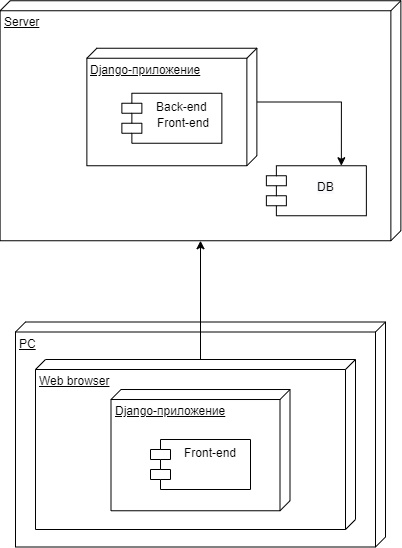 Server
Django-приложение
Back-end
Front-end
DB
PC
Web browser
Django-приложение
Front-end